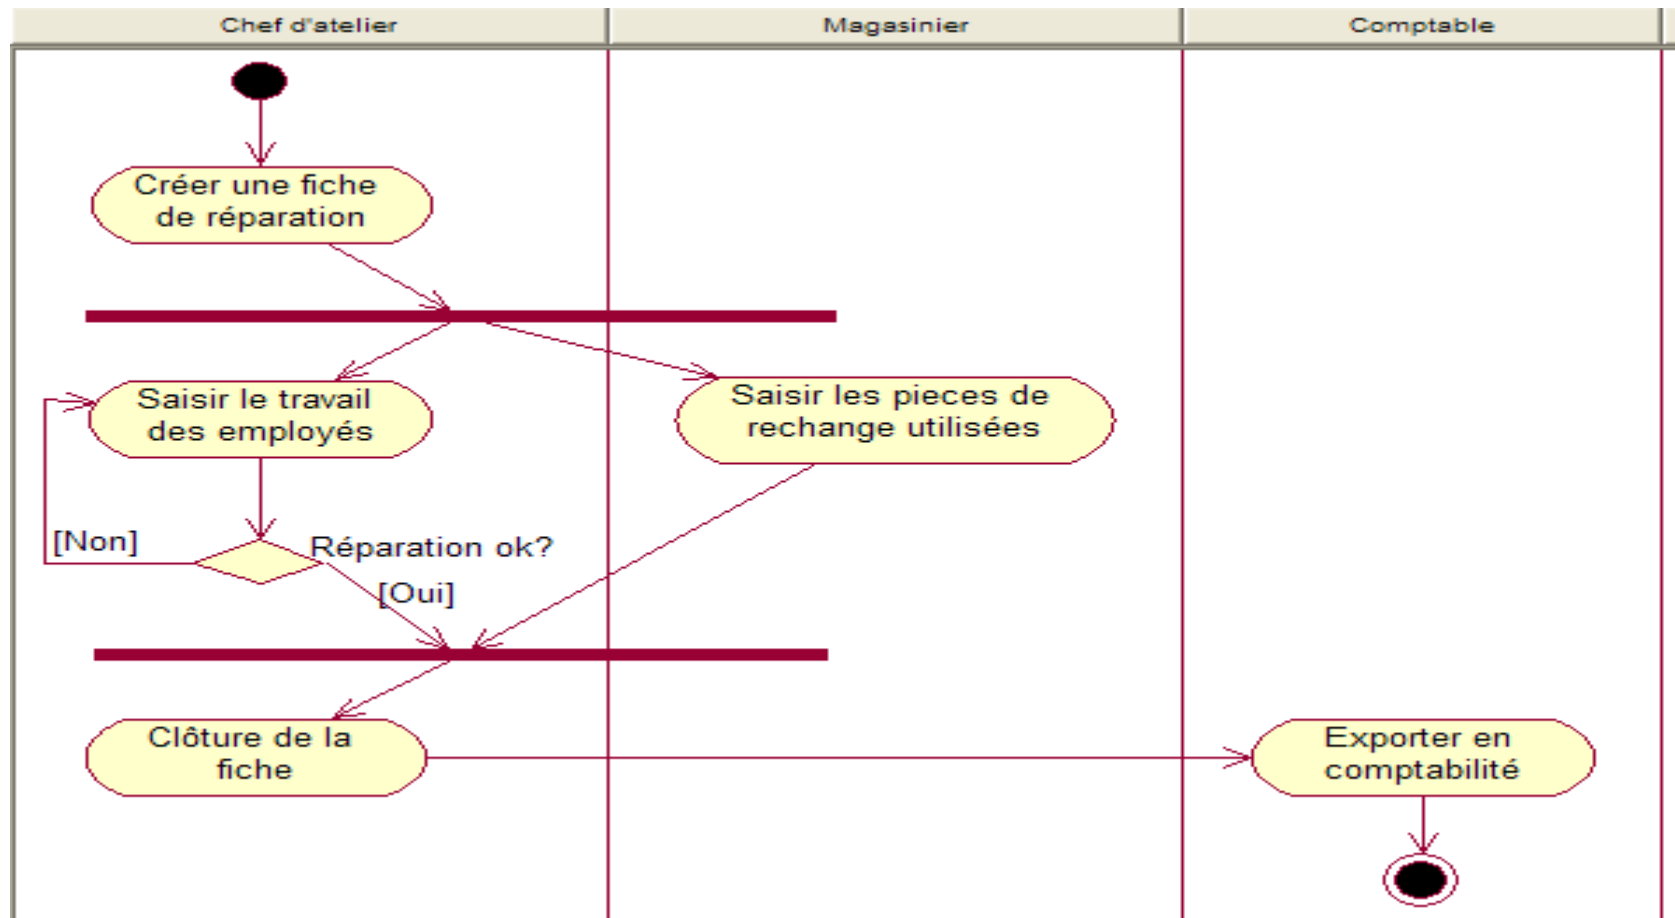 Chef d'atelier
Magasinier
Comptable
Créer une fiche
de réparation
Saisir le travail
des employés
Saisir les pieces de
rechange utilisées
[Non]
Réparation ok?
[Oui]
Clôture de la
fiche
Exporter en
comptabilité